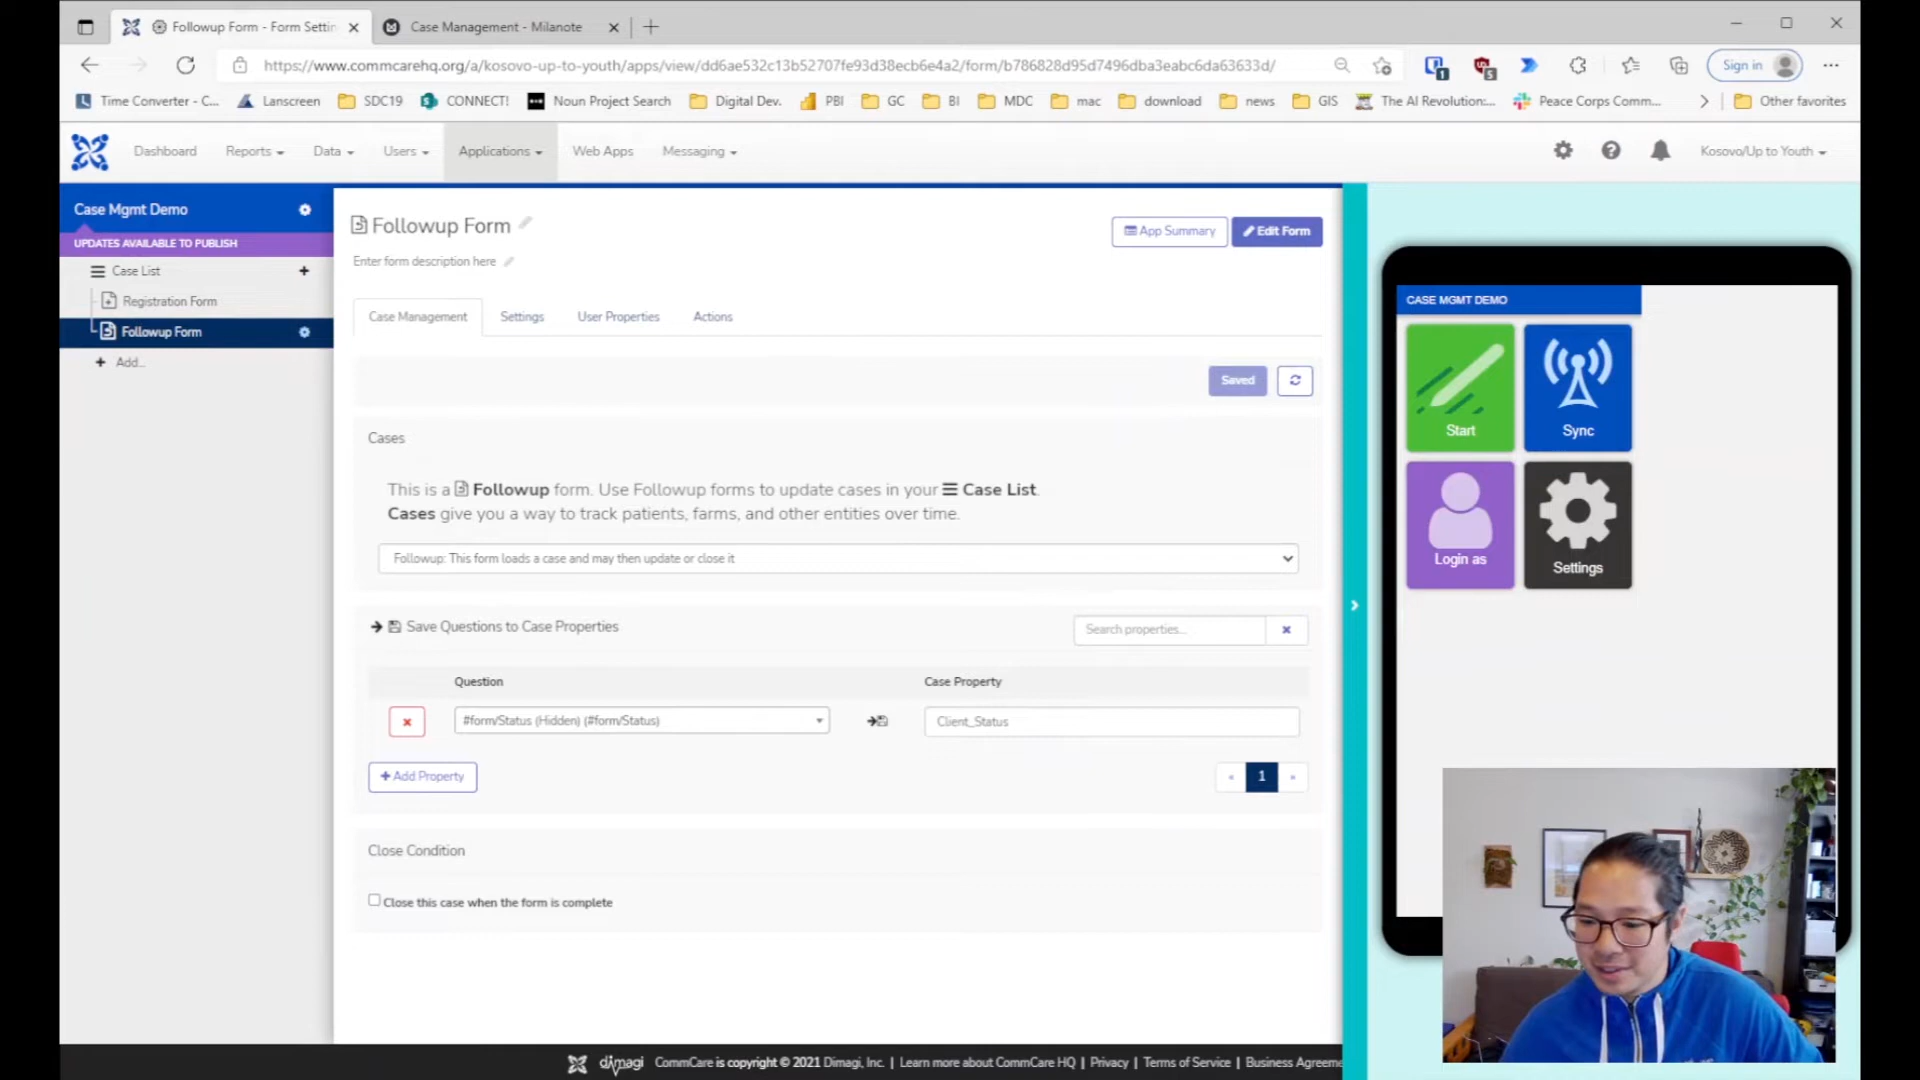 Followup Form - Form Settin
Case Management - Milanote
https://www.commcarehq.org/a/kosovo-up-to-youth/apps/view/dd6ae532c13b52707fe93d38ecb6e4a2/form/b786828d95d7496dba3eabc6da63633d/
1
5
Sign in
Time Converter - C...
Lanscreen
SDC19
CONNECT!
Noun Project Search
Digital Dev.
PBI
GC
BI
MDC
mac
download
news
GIS
The AI Revolution:...
Peace Corps Comm...
Other favorites
Dashboard
Reports
Data
Users
Applications
Web Apps
Messaging
Kosovo/Up to Youth
Case Mgmt Demo
UPDATES AVAILABLE TO PUBLISH
Case List
Registration Form
Followup Form
Add...
Followup Form
App Summary
Edit Form
Enter form description here
Case Management
Settings
User Properties
Actions
Saved
Cases
This is a Followup form. Use Followup forms to update cases in your Case List.
Cases give you a way to track patients, farms, and other entities over time.
Followup: This form loads a case and may then update or close it
Save Questions to Case Properties
Search properties...
Question
Case Property
#form/Status (Hidden) (#form/Status)
Client_Status
+ Add Property
« 1 »
Close Condition
Close this case when the form is complete
CASE MGMT DEMO
Start
Sync
Login as
Settings
dimagi
CommCare is copyright © 2021 Dimagi, Inc. | Learn more about CommCare HQ | Privacy | Terms of Service | Business Agreeme